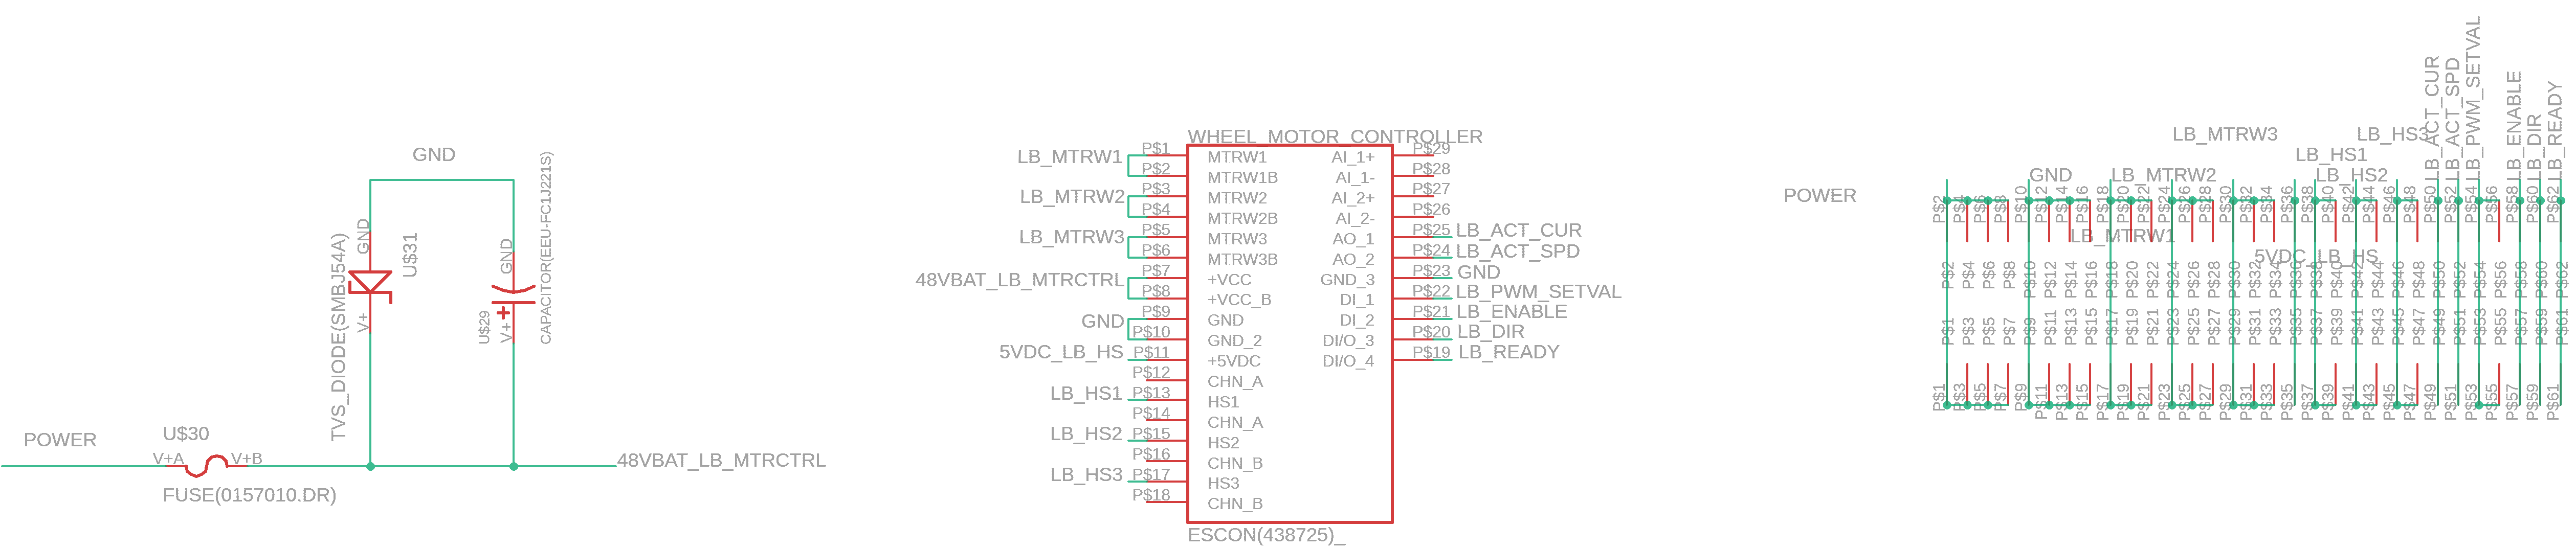 GND
TVS_DIODE(SMBJ54A)
GND
V+
U$31
GND
V+
U$29
CAPACITOR(EEU-FC1J221S)
POWER
U$30
V+A
V+B
FUSE(0157010.DR)
48VBAT_LB_MTRCTRL
WHEEL_MOTOR_CONTROLLER
LB_MTRW1 P$1 MTRW1 AI_1+ P$29
P$2 MTRW1B AI_1- P$28
LB_MTRW2 P$3 MTRW2 AI_2+ P$27
P$4 MTRW2B AI_2- P$26
LB_MTRW3 P$5 MTRW3 AO_1 P$25 LB_ACT_CUR
P$6 MTRW3B AO_2 P$24 LB_ACT_SPD
48VBAT_LB_MTRCTRL P$7 +VCC GND_3 P$23 GND
P$8 +VCC_B DI_1 P$22 LB_PWM_SETVAL
GND P$9 GND DI_2 P$21 LB_ENABLE
P$10 GND_2 DI/O_3 P$20 LB_DIR
5VDC_LB_HS P$11 +5VDC DI/O_4 P$19 LB_READY
P$12 CHN_A
LB_HS1 P$13 HS1
P$14 CHN_A
LB_HS2 P$15 HS2
P$16 CHN_B
LB_HS3 P$17 HS3
P$18 CHN_B
ESCON(438725)_
POWER
GND
LB_MTRW1
LB_MTRW2
LB_MTRW3
5VDC_LB_HS
LB_HS1
LB_HS2
LB_HS3
LB_ACT_CUR
LB_ACT_SPD
LB_PWM_SETVAL
LB_ENABLE
LB_DIR
LB_READY
P$2 P$4 P$6 P$8 P$10 P$12 P$14 P$16 P$18 P$20 P$22 P$24 P$26 P$28 P$30 P$32 P$34 P$36 P$38 P$40 P$42 P$44 P$46 P$48 P$50 P$52 P$54 P$56 P$58 P$60 P$62
P$2 P$4 P$6 P$8 P$10 P$12 P$14 P$16 P$18 P$20 P$22 P$24 P$26 P$28 P$30 P$32 P$34 P$36 P$38 P$40 P$42 P$44 P$46 P$48 P$50 P$52 P$54 P$56 P$58 P$60 P$62
P$1 P$3 P$5 P$7 P$9 P$11 P$13 P$15 P$17 P$19 P$21 P$23 P$25 P$27 P$29 P$31 P$33 P$35 P$37 P$39 P$41 P$43 P$45 P$47 P$49 P$51 P$53 P$55 P$57 P$59 P$61
P$1 P$3 P$5 P$7 P$9 P$11 P$13 P$15 P$17 P$19 P$21 P$23 P$25 P$27 P$29 P$31 P$33 P$35 P$37 P$39 P$41 P$43 P$45 P$47 P$49 P$51 P$53 P$55 P$57 P$59 P$61